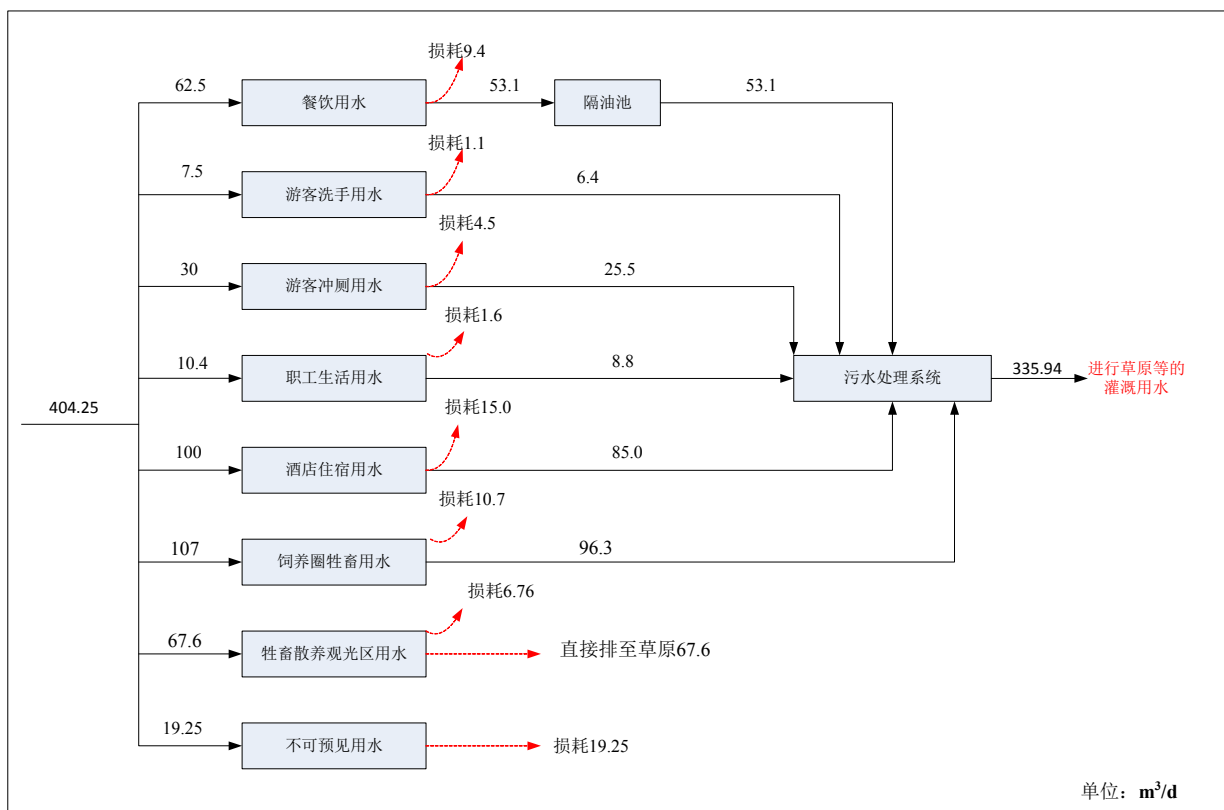 损耗9.4
62.5
餐饮用水
53.1
隔油池
53.1
损耗1.1
7.5
游客洗手用水
6.4
损耗4.5
30
游客冲厕用水
25.5
损耗1.6
10.4
职工生活用水
8.8
污水处理系统
335.94
进行草原等的
灌溉用水
404.25
损耗15.0
100
酒店住宿用水
85.0
损耗10.7
107
饲养圈牲畜用水
96.3
损耗6.76
67.6
牲畜散养观光区用水
直接排至草原67.6
19.25
不可预见用水
损耗19.25
单位：m³/d